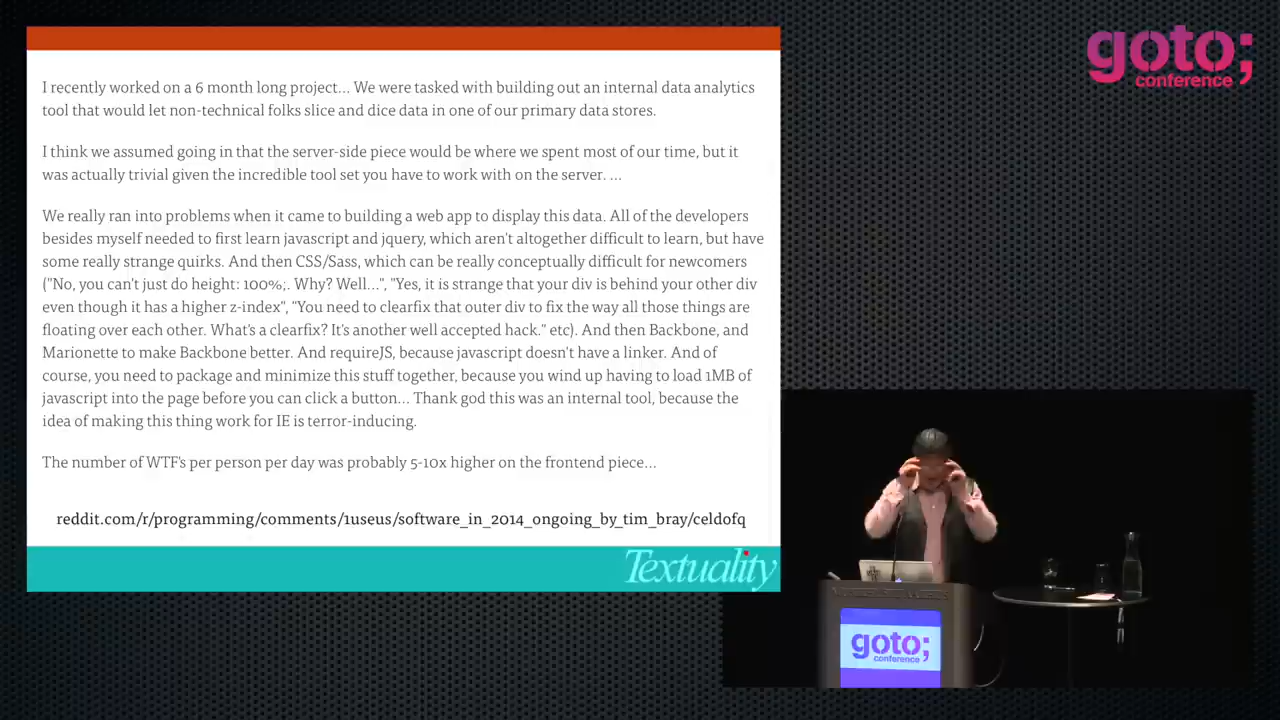 I recently worked on a 6 month long project... We were tasked with building out an internal data analytics
tool that would let non-technical folks slice and dice data in one of our primary data stores.
I think we assumed going in that the server-side piece would be where we spent most of our time, but it
was actually trivial given the incredible tool set you have to work with on the server. ...
We really ran into problems when it came to building a web app to display this data. All of the developers
besides myself needed to first learn javascript and jquery, which aren't altogether difficult to learn, but have
some really strange quirks. And then CSS/Sass, which can be really conceptually difficult for newcomers
("No, you can't just do height: 100%;. Why? Well...", "Yes, it is strange that your div is behind your other div
even though it has a higher z-index", "You need to clearfix that outer div to fix the way all those things are
floating over each other. What's a clearfix? It's another well accepted hack." etc). And then Backbone, and
Marionette to make Backbone better. And requireJS, because javascript doesn't have a linker. And of
course, you need to package and minimize this stuff together, because you wind up having to load 1MB of
javascript into the page before you can click a button... Thank god this was an internal tool, because the
idea of making this thing work for IE is terror-inducing.
The number of WTF's per person per day was probably 5-10x higher on the frontend piece...
reddit.com/r/programming/comments/1useus/software_in_2014_ongoing_by_tim_bray/celdofq
Textuality
goto;
conference
goto;
conference